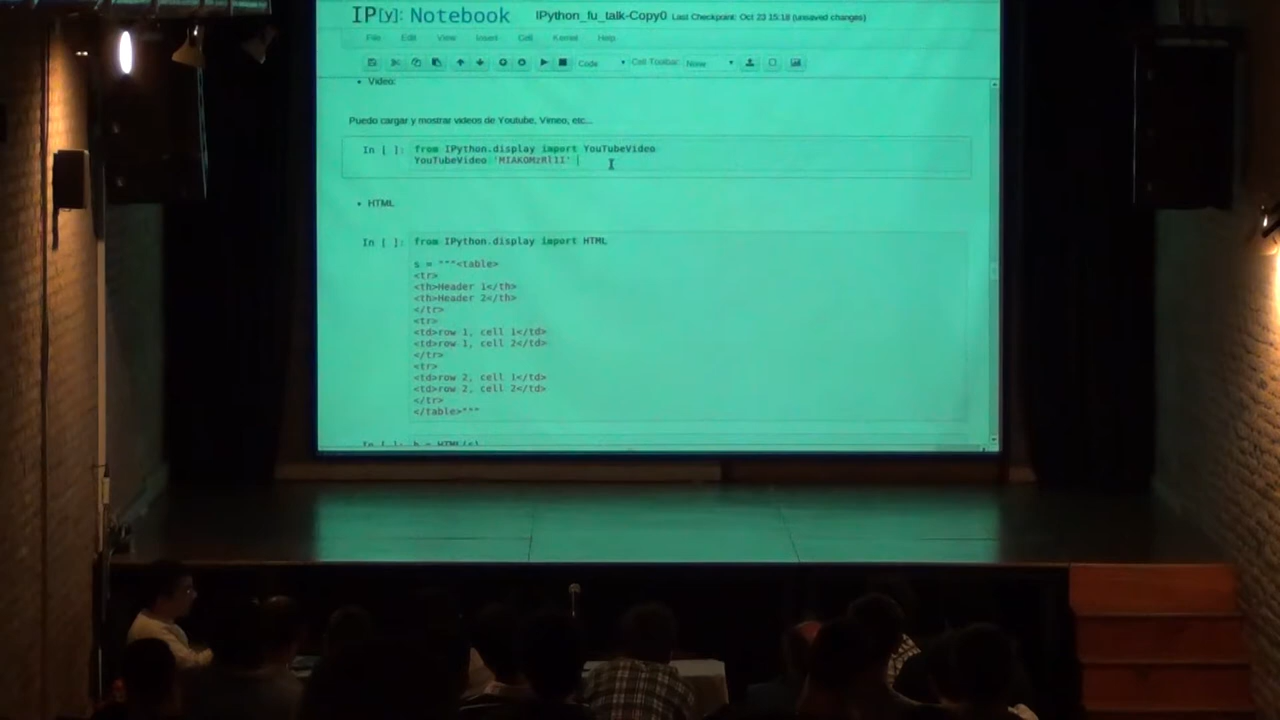 IP[y]: Notebook IPython_fu_talk-Copy0 Last Checkpoint: Oct 23 15:18 (unsaved changes)
File Edit View Insert Cell Kernel Help
Code Cell Toolbar: None
• Video:
Puedo cargar y mostrar videos de Youtube, Vimeo, etc...
In [ ]: from IPython.display import YouTubeVideo
YouTubeVideo
• HTML
In [ ]: from IPython.display import HTML
s = """<table>
<tr>
<th>Header 1</th>
<th>Header 2</th>
</tr>
<tr>
<td>row 1, cell 1</td>
<td>row 1, cell 2</td>
</tr>
<tr>
<td>row 2, cell 1</td>
<td>row 2, cell 2</td>
</tr>
</table>"""
In [ ]: h = HTML(s)